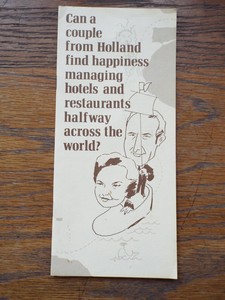 Can a
couple
from Holland
find happiness
managing
hotels and
restaurants
halfway
across the
world?